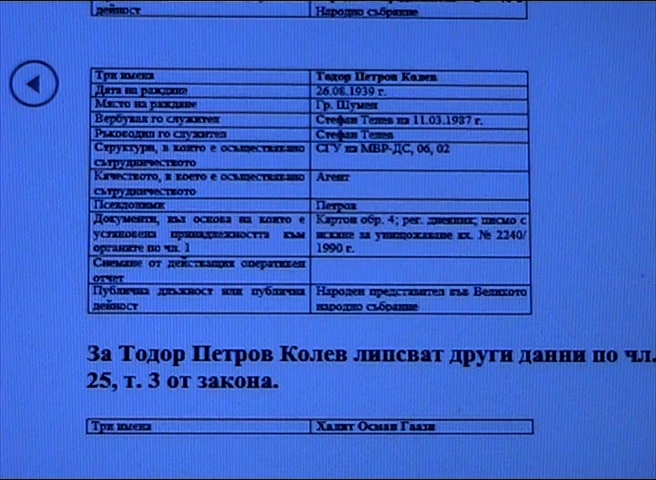 дейност
Народно събрание
Три имена Тодор Петров Колев
Дата на раждане 26.08.1939 г.
Място на раждане Гр. Шумен
Вербувал го служител Стефан Тенев на 11.03.1987 г.
Ръководил го служител Стефан Тенев
Структури, в които е осъществявано СГУ на МВР-ДС, 06, 02
сътрудничеството
Качеството, в което е осъществявано Агент
сътрудничеството
Псевдоними Петров
Документи, въз основа на които е Картон обр. 4; рег. дневник; писмо с
установена принадлежността към искане за унищожаване вх. № 2240/
органите по чл. 1 1990 г.
Снемане от действащия оперативен
отчет
Публична длъжност или публична Народен представител във Великото
дейност народно събрание
За Тодор Петров Колев липсват други данни по чл.
25, т. 3 от закона.
Три имена Халит Осман Гаази